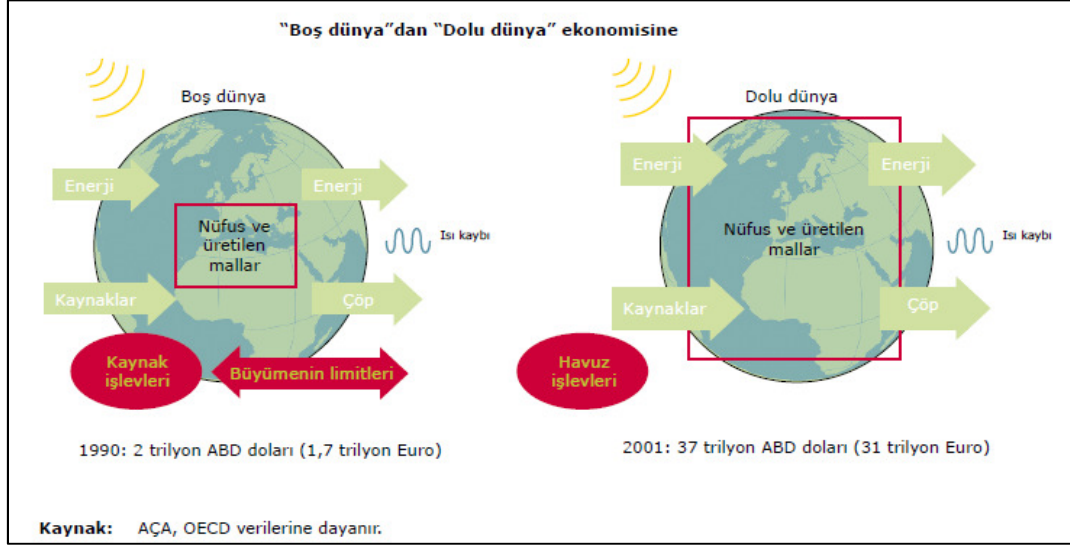 “Boş dünya”dan “Dolu dünya” ekonomisine
Boş dünya
Enerji
Enerji
Nüfus ve
üretilen
mallar
Isı kaybı
Kaynaklar
Çöp
Kaynak
işlevleri
Büyümenin limitleri
1990: 2 trilyon ABD doları (1,7 trilyon Euro)
Dolu dünya
Enerji
Enerji
Nüfus ve üretilen
mallar
Isı kaybı
Kaynaklar
Çöp
Havuz
işlevleri
2001: 37 trilyon ABD doları (31 trilyon Euro)
Kaynak: AÇA, OECD verilerine dayanır.